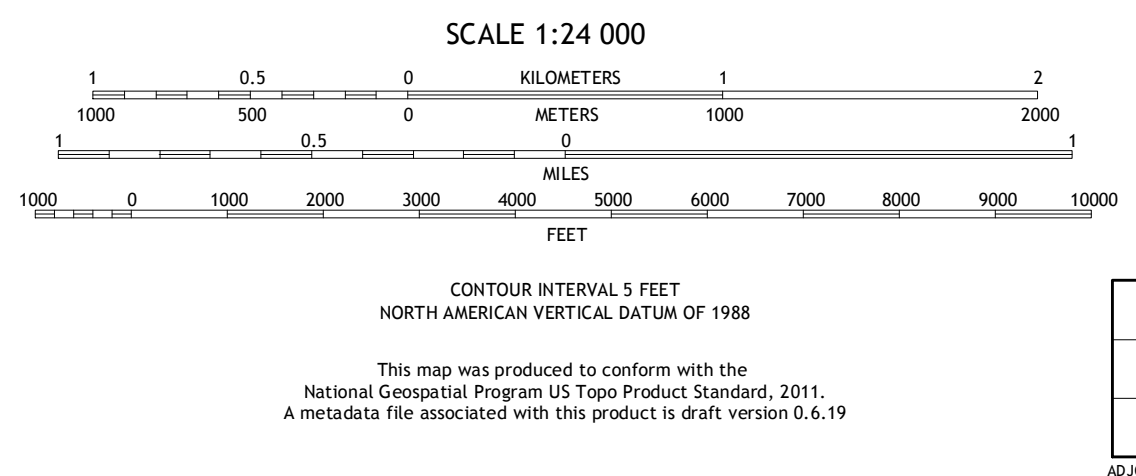 SCALE 1:24 000
1 0.5 0 KILOMETERS 1 2
1000 500 0 METERS 1000 2000
1 0.5 0 1
MILES
1000 0 1000 2000 3000 4000 5000 6000 7000 8000 9000 10000
FEET
CONTOUR INTERVAL 5 FEET
NORTH AMERICAN VERTICAL DATUM OF 1988
This map was produced to conform with the
National Geospatial Program US Topo Product Standard, 2011.
A metadata file associated with this product is draft version 0.6.19